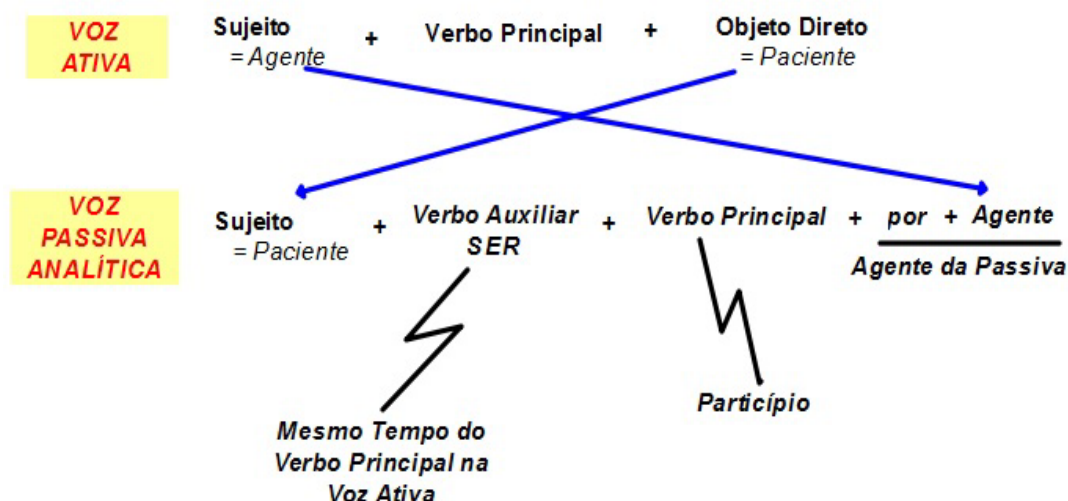 VOZ
ATIVA
Sujeito + Verbo Principal + Objeto Direto
= Agente = Paciente
VOZ
PASSIVA
ANALÍTICA
Sujeito + Verbo Auxiliar + Verbo Principal + por + Agente
= Paciente SER Agente da Passiva
Particípio
Mesmo Tempo do
Verbo Principal na
Voz Ativa